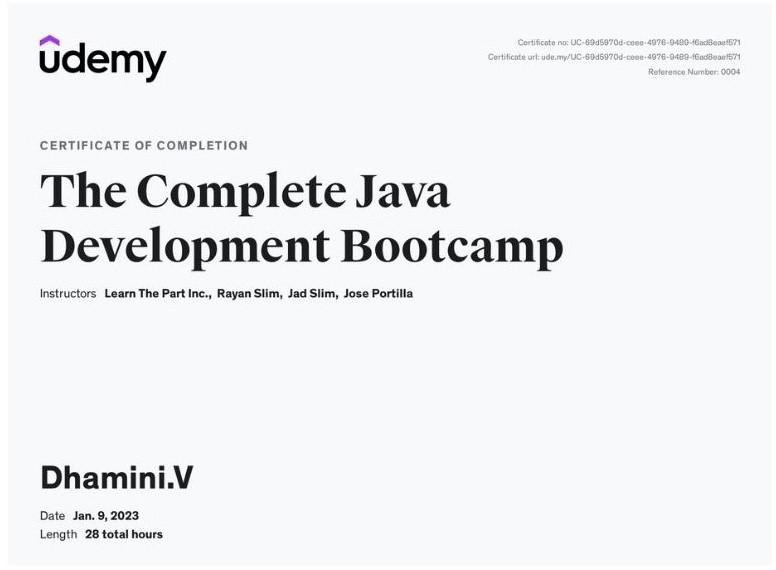 udemy
Certificate no: UC-69d5970d-ceee-4976-9489-f6ad8eaef571
Certificate url: ude.my/UC-69d5970d-ceee-4976-9489-f6ad8eaef571
Reference Number: 0004
CERTIFICATE OF COMPLETION
The Complete Java
Development Bootcamp
Instructors Learn The Part Inc., Rayan Slim, Jad Slim, Jose Portilla
Dhamini.V
Date Jan. 9, 2023
Length 28 total hours